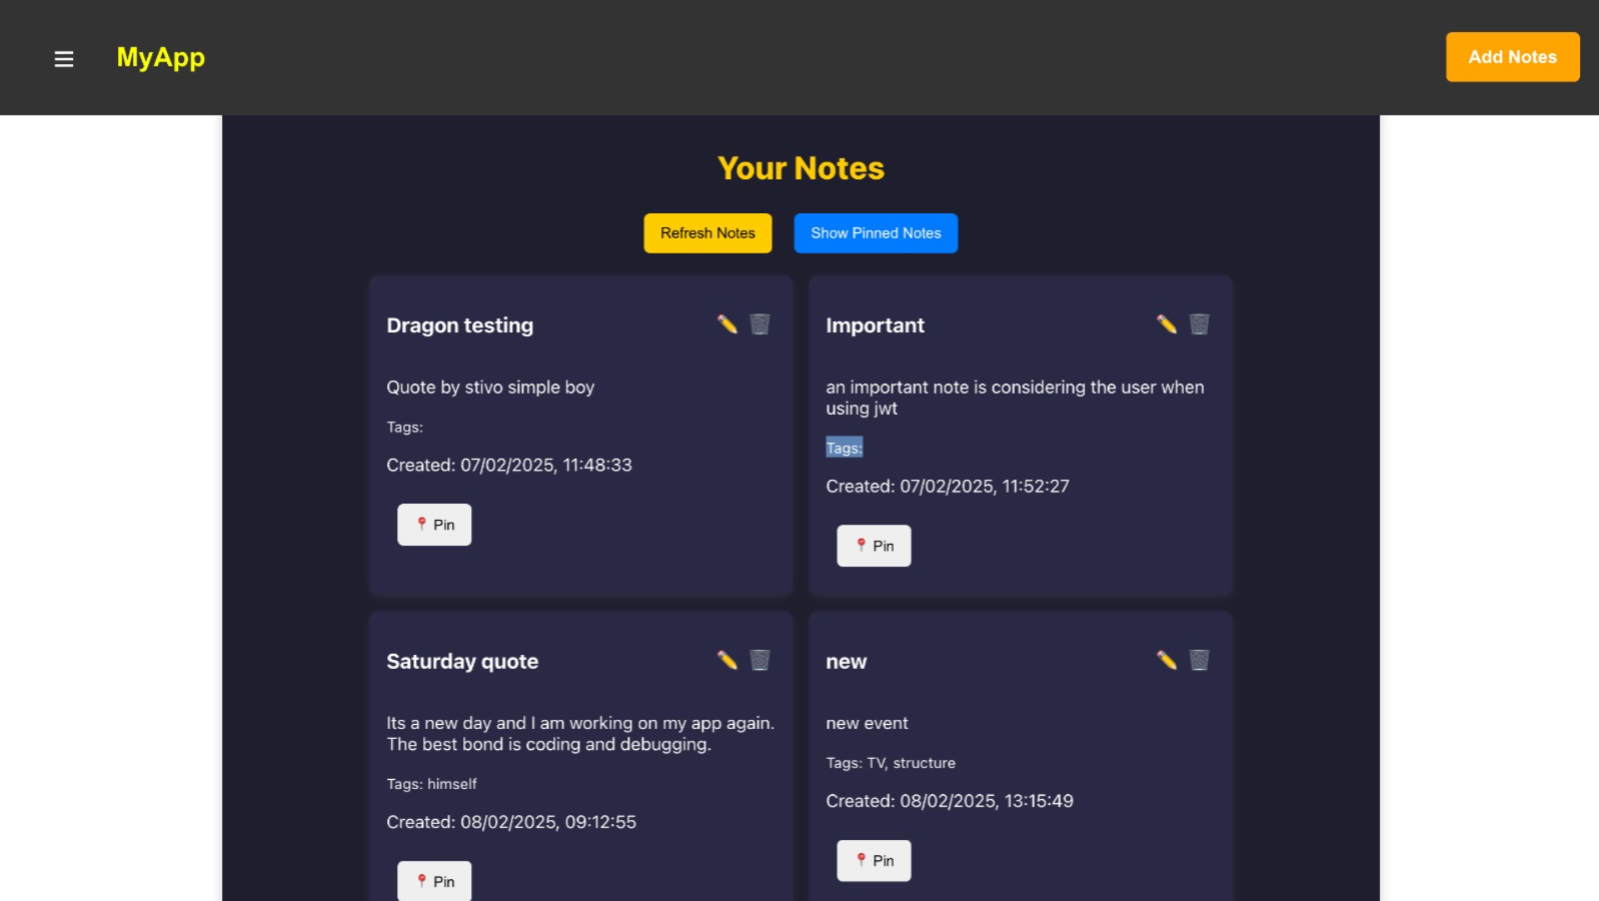 MyApp
Add Notes
Your Notes
Refresh Notes
Show Pinned Notes
Dragon testing
Quote by stivo simple boy
Tags:
Created: 07/02/2025, 11:48:33
Pin
Important
an important note is considering the user when
using jwt
Tags:
Created: 07/02/2025, 11:52:27
Pin
Saturday quote
Its a new day and I am working on my app again.
The best bond is coding and debugging.
Tags: himself
Created: 08/02/2025, 09:12:55
Pin
new
new event
Tags: TV, structure
Created: 08/02/2025, 13:15:49
Pin